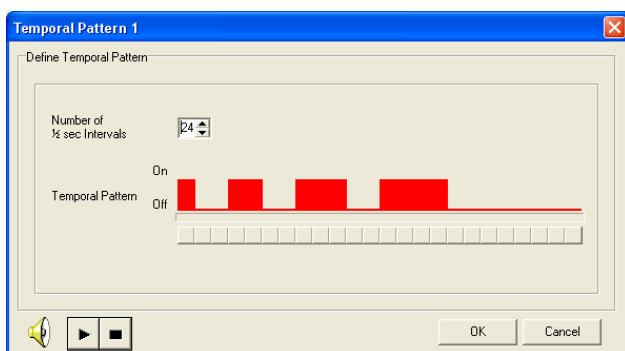 Temporal Pattern 1
Define Temporal Pattern
Number of
½ sec Intervals
24
On
Temporal Pattern
Off
OK
Cancel